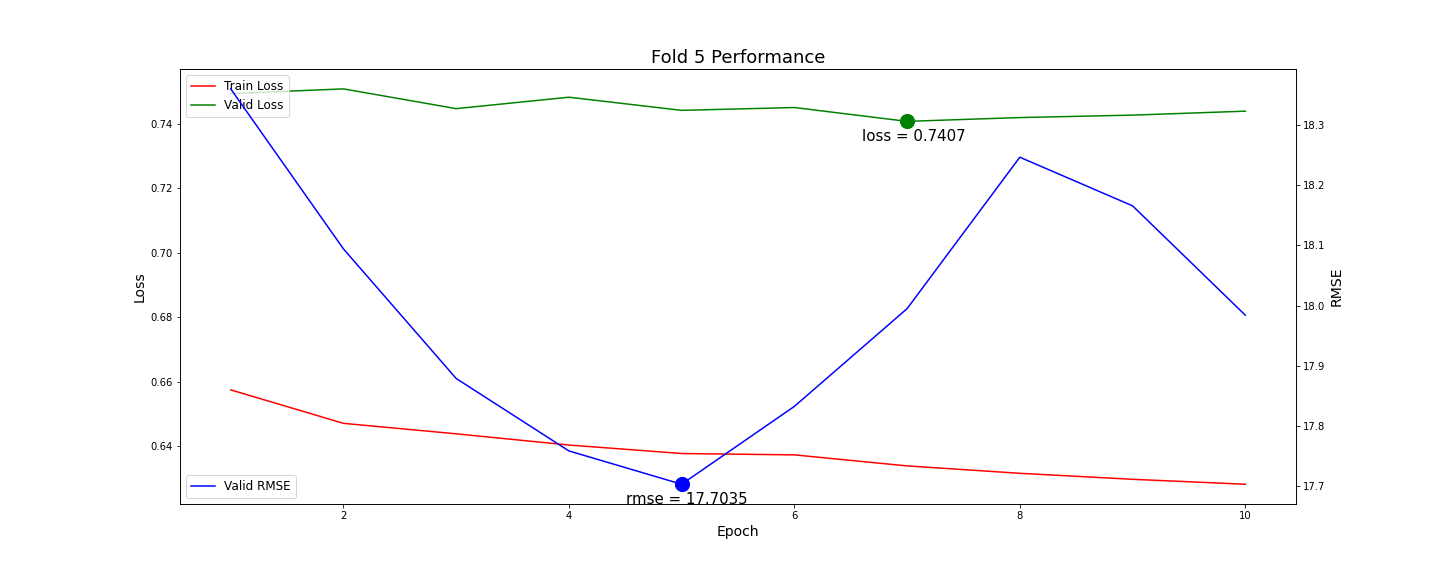 Fold 5 Performance
Train Loss
Valid Loss
0.74
0.72
0.70
0.68
0.66
0.64
Loss
loss = 0.7407
18.3
18.2
18.1
18.0
17.9
17.8
17.7
RMSE
Valid RMSE
rmse = 17.7035
2
4
6
8
10
Epoch